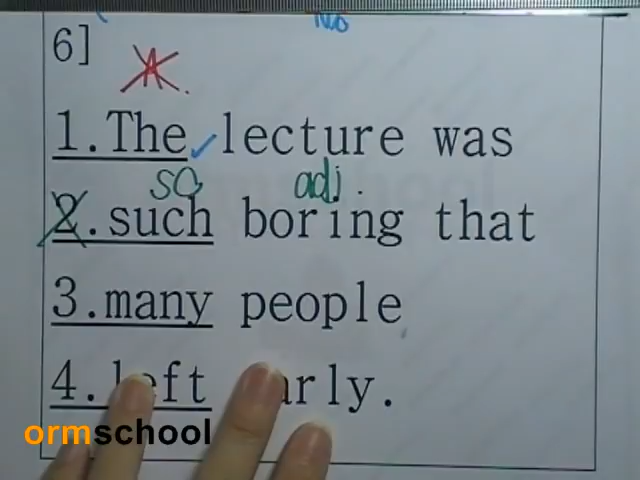 6]
A.
1.The lecture was
so adj.
2.such boring that
3.many people
4.left early.
ormschool